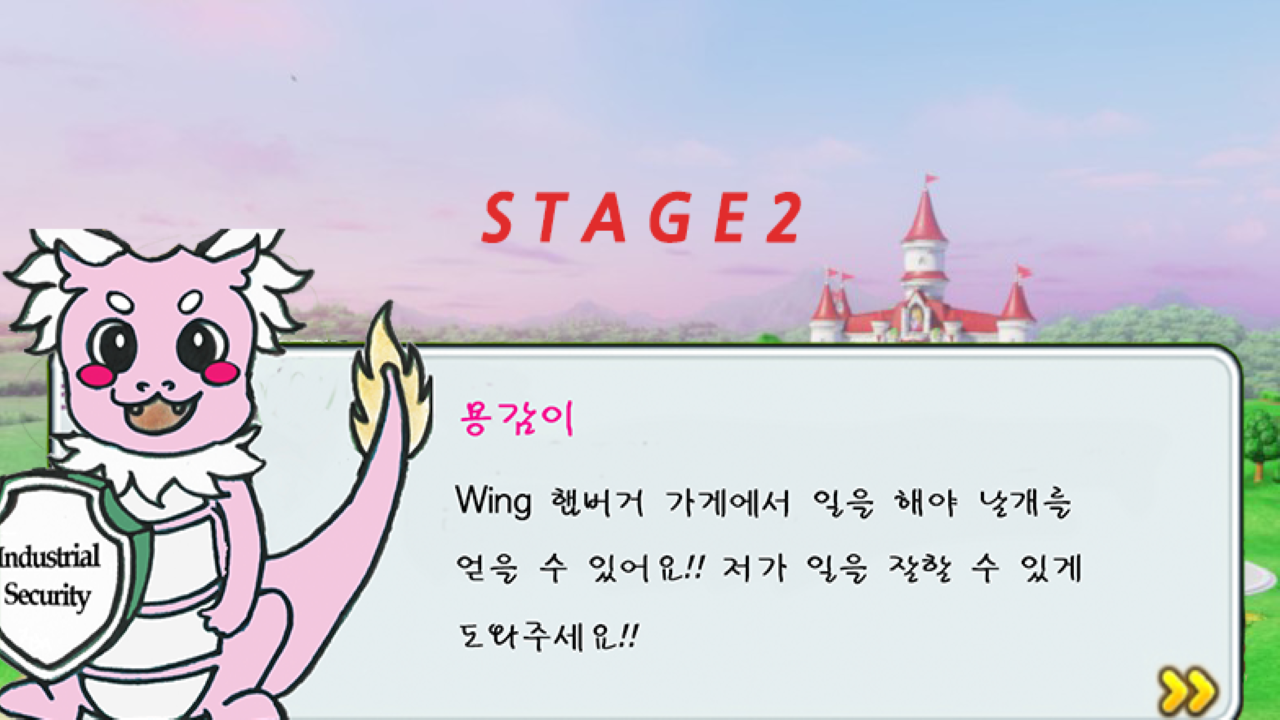 STAGE2
용감이
Wing 햄버거 가게에서 일을 해야 날개를
얻을 수 있어요!! 저가 일을 잘할 수 있게
도와주세요!!
Industrial
Security